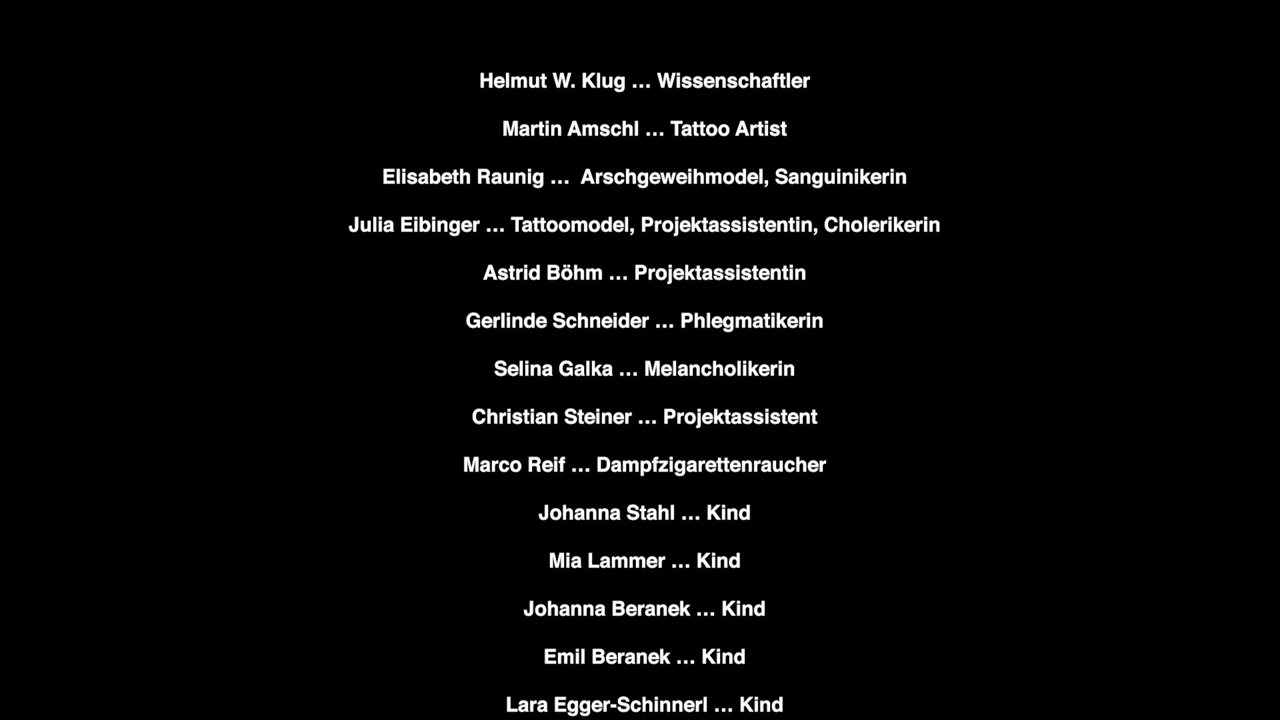 Helmut W. Klug … Wissenschaftler
Martin Amschl … Tattoo Artist
Elisabeth Raunig …  Arschgeweihmodel, Sanguinikerin
Julia Eibinger … Tattoomodel, Projektassistentin, Cholerikerin
Astrid Böhm … Projektassistentin
Gerlinde Schneider … Phlegmatikerin
Selina Galka … Melancholikerin
Christian Steiner … Projektassistent
Marco Reif … Dampfzigarettenraucher
Johanna Stahl … Kind
Mia Lammer … Kind
Johanna Beranek … Kind
Emil Beranek … Kind
Lara Egger-Schinnerl … Kind